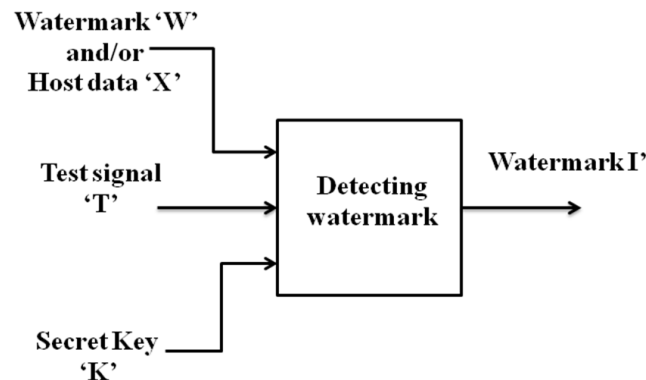 Watermark ‘W’
and/or
Host data ‘X’
Test signal
‘T’
Secret Key
‘K’
Detecting
watermark
Watermark I’